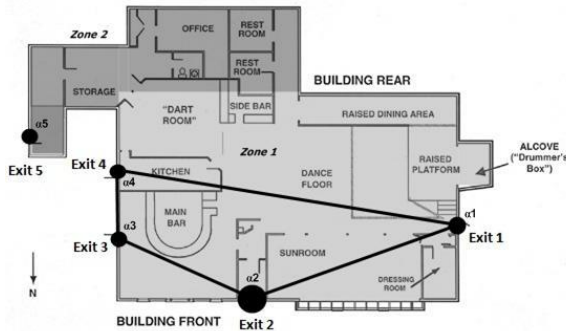 Zone 2
OFFICE
REST
ROOM
REST
ROOM
BUILDING REAR
STORAGE
SIDE BAR
"DART
ROOM"
RAISED DINING AREA
α5
Exit 5
Zone 1
ALCOVE
("Drummer's
Box")
Exit 4
α4
KITCHEN
DANCE
FLOOR
RAISED
PLATFORM
MAIN
BAR
α3
Exit 3
α1
Exit 1
SUNROOM
α2
DRESSING
ROOM
N
BUILDING FRONT
Exit 2